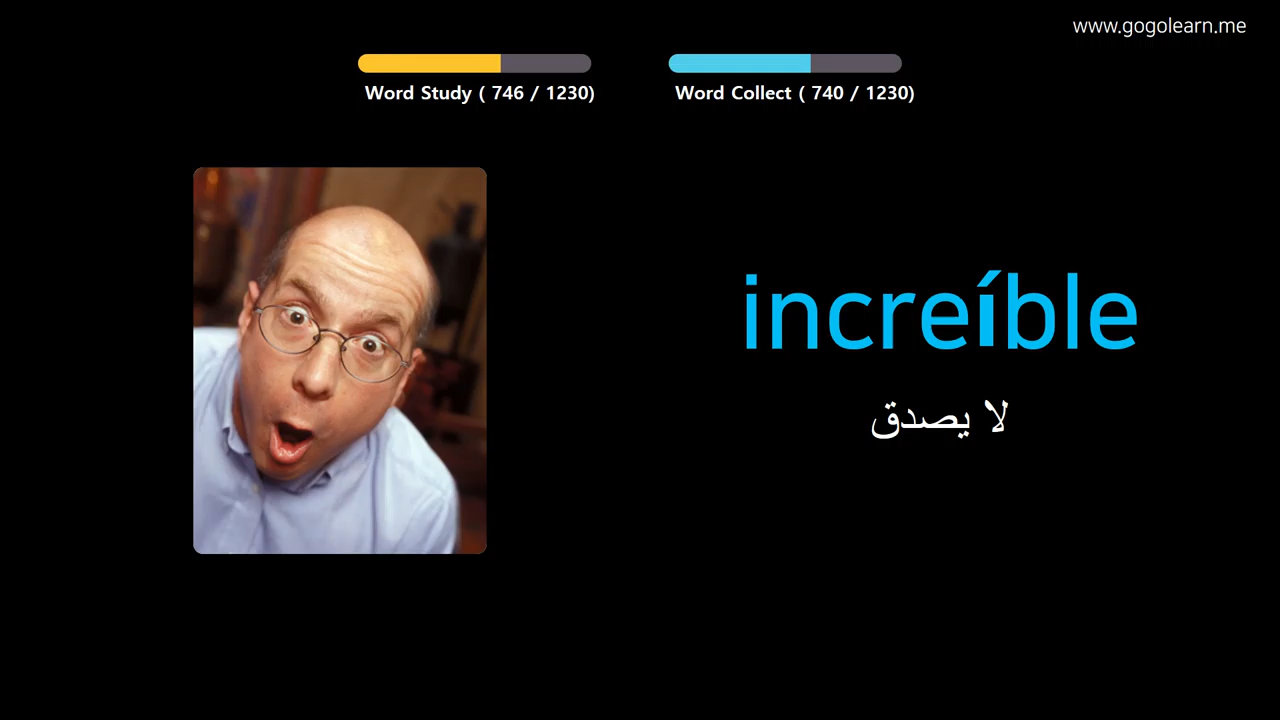 www.gogolearn.me
Word Study ( 746 / 1230)
Word Collect ( 740 / 1230)
increíble
لا يصدق